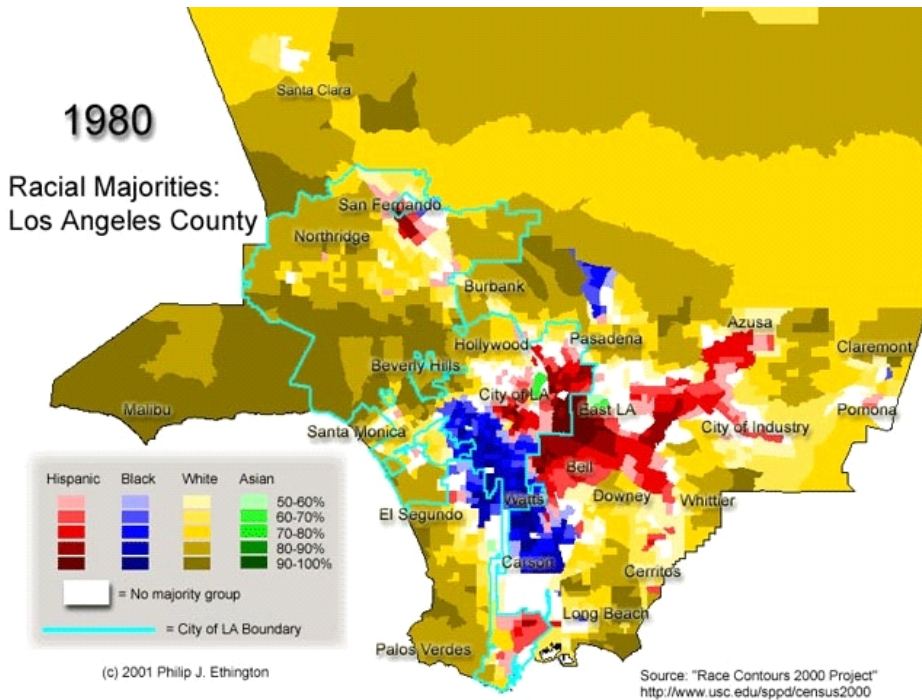 1980
Racial Majorities:
Los Angeles County
Santa Clara
San Fernando
Northridge
Burbank
Hollywood
Pasadena
Azusa
Claremont
Beverly Hills
City of LA
East LA
Malibu
Pomona
City of Industry
Santa Monica
Bell
Watts
Downey
Whittier
El Segundo
Carson
Cerritos
Long Beach
Palos Verdes
Hispanic Black White Asian
50-60%
60-70%
70-80%
80-90%
90-100%
= No majority group
= City of LA Boundary
(c) 2001 Philip J. Ethington
Source: "Race Contours 2000 Project"
http://www.usc.edu/sppd/census2000